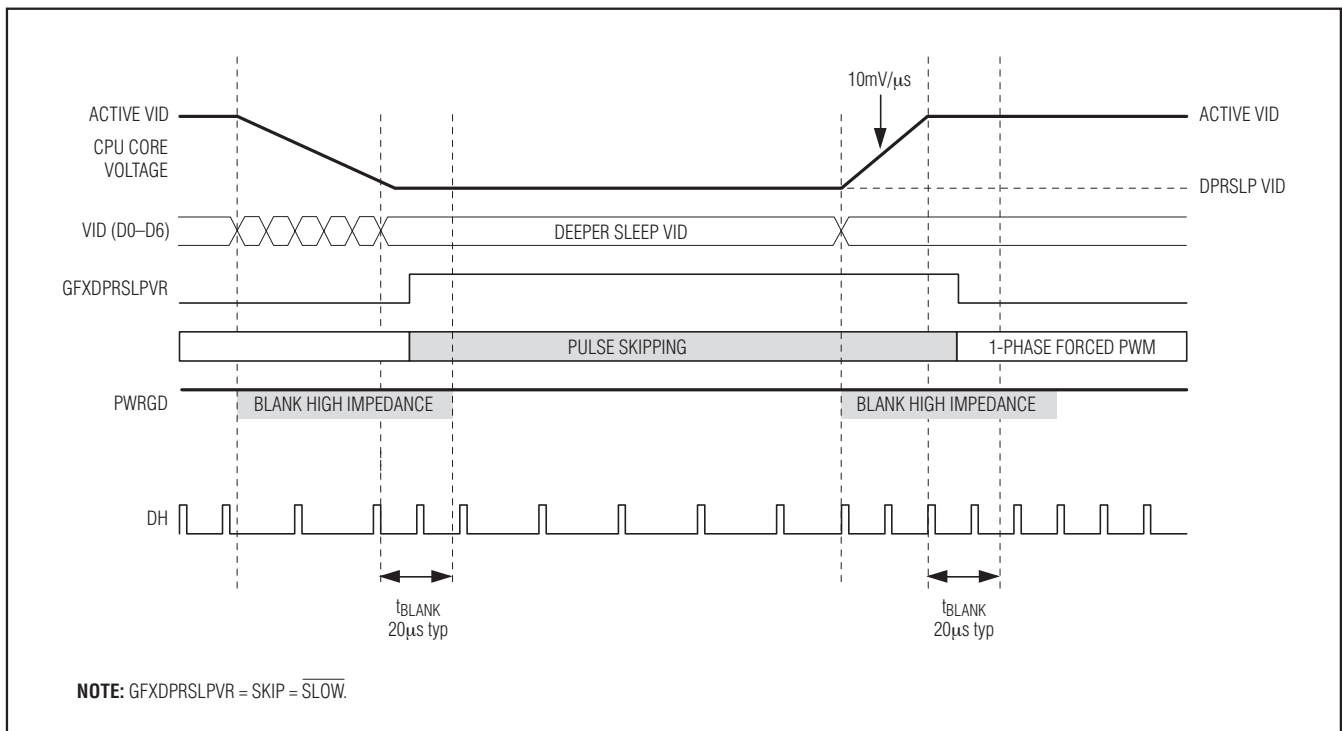 10mV/μs
ACTIVE VID
ACTIVE VID
CPU CORE
VOLTAGE
DPRSLP VID
VID (D0–D6)
DEEPER SLEEP VID
GFXDPRSLPVR
PULSE SKIPPING
1-PHASE FORCED PWM
PWRGD
BLANK HIGH IMPEDANCE
BLANK HIGH IMPEDANCE
DH
tBLANK
20μs typ
tBLANK
20μs typ
NOTE: GFXDPRSLPVR = SKIP = S̅L̅O̅W̅.